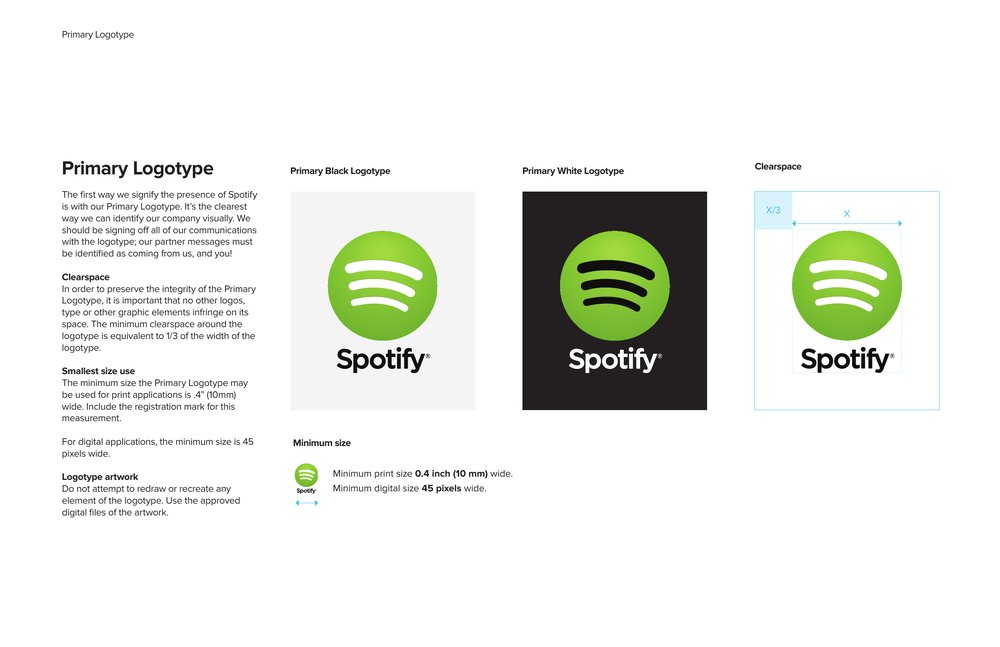 Primary Logotype
Primary Logotype
The first way we signify the presence of Spotify
is with our Primary Logotype. It's the clearest
way we can identify our company visually. We
should be signing off all of our communications
with the logotype; our partner messages must
be identified as coming from us, and you!
Clearspace
In order to preserve the integrity of the Primary
Logotype, it is important that no other logos,
type or other graphic elements infringe on its
space. The minimum clearspace around the
logotype is equivalent to 1/3 of the width of the
logotype.
Smallest size use
The minimum size the Primary Logotype may
be used for print applications is .4” (10mm)
wide. Include the registration mark for this
measurement.
For digital applications, the minimum size is 45
pixels wide.
Logotype artwork
Do not attempt to redraw or recreate any
element of the logotype. Use the approved
digital files of the artwork.
Primary Black Logotype
Spotify®
Primary White Logotype
Spotify®
Clearspace
X/3
X
Spotify®
Minimum size
Spotify
Minimum print size 0.4 inch (10 mm) wide.
Minimum digital size 45 pixels wide.